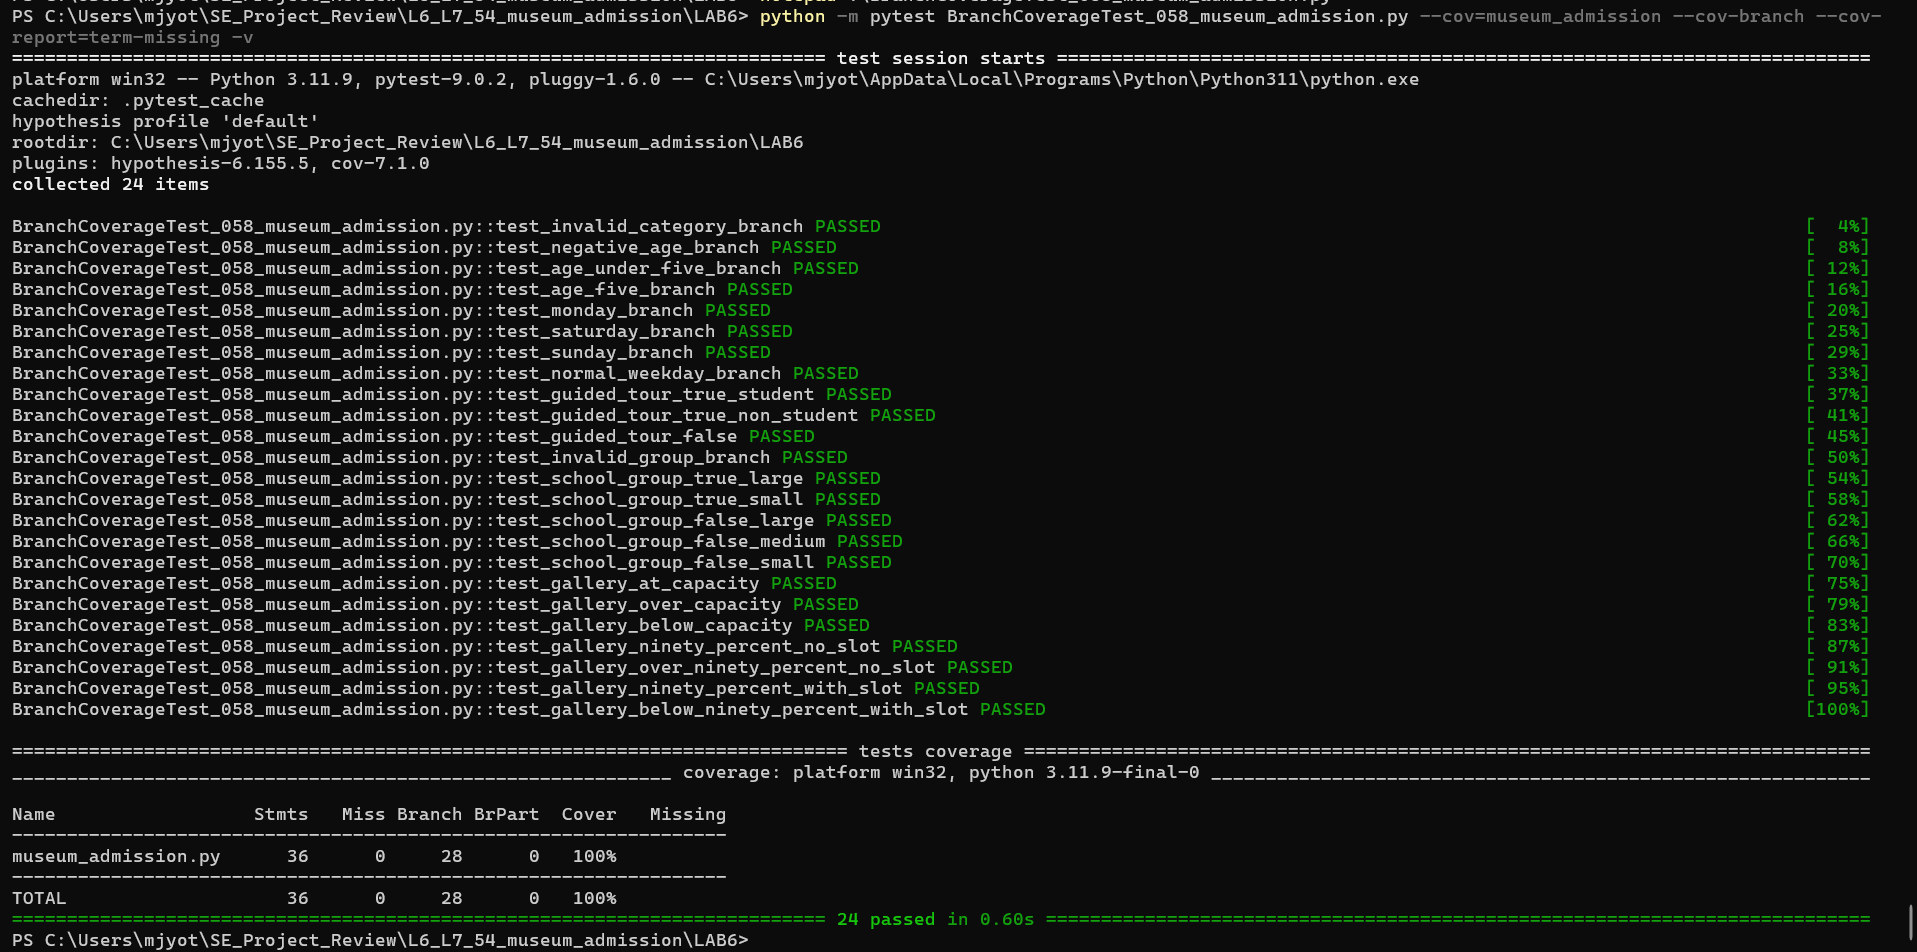 PS C:\Users\mjyot\SE_Project_Review\L6_L7_54_museum_admission\LAB6> python -m pytest BranchCoverageTest_058_museum_admission.py --cov=museum_admission --cov-branch --cov-
report=term-missing -v
============================= test session starts =============================
platform win32 -- Python 3.11.9, pytest-9.0.2, pluggy-1.6.0 -- C:\Users\mjyot\AppData\Local\Programs\Python\Python311\python.exe
cachedir: .pytest_cache
hypothesis profile 'default'
rootdir: C:\Users\mjyot\SE_Project_Review\L6_L7_54_museum_admission\LAB6
plugins: hypothesis-6.155.5, cov-7.1.0
collected 24 items
BranchCoverageTest_058_museum_admission.py::test_invalid_category_branch PASSED [  4%]
BranchCoverageTest_058_museum_admission.py::test_negative_age_branch PASSED [  8%]
BranchCoverageTest_058_museum_admission.py::test_age_under_five_branch PASSED [ 12%]
BranchCoverageTest_058_museum_admission.py::test_age_five_branch PASSED [ 16%]
BranchCoverageTest_058_museum_admission.py::test_monday_branch PASSED [ 20%]
BranchCoverageTest_058_museum_admission.py::test_saturday_branch PASSED [ 25%]
BranchCoverageTest_058_museum_admission.py::test_sunday_branch PASSED [ 29%]
BranchCoverageTest_058_museum_admission.py::test_normal_weekday_branch PASSED [ 33%]
BranchCoverageTest_058_museum_admission.py::test_guided_tour_true_student PASSED [ 37%]
BranchCoverageTest_058_museum_admission.py::test_guided_tour_true_non_student PASSED [ 41%]
BranchCoverageTest_058_museum_admission.py::test_guided_tour_false PASSED [ 45%]
BranchCoverageTest_058_museum_admission.py::test_invalid_group_branch PASSED [ 50%]
BranchCoverageTest_058_museum_admission.py::test_school_group_true_large PASSED [ 54%]
BranchCoverageTest_058_museum_admission.py::test_school_group_true_small PASSED [ 58%]
BranchCoverageTest_058_museum_admission.py::test_school_group_false_large PASSED [ 62%]
BranchCoverageTest_058_museum_admission.py::test_school_group_false_medium PASSED [ 66%]
BranchCoverageTest_058_museum_admission.py::test_school_group_false_small PASSED [ 70%]
BranchCoverageTest_058_museum_admission.py::test_gallery_at_capacity PASSED [ 75%]
BranchCoverageTest_058_museum_admission.py::test_gallery_over_capacity PASSED [ 79%]
BranchCoverageTest_058_museum_admission.py::test_gallery_below_capacity PASSED [ 83%]
BranchCoverageTest_058_museum_admission.py::test_gallery_ninety_percent_no_slot PASSED [ 87%]
BranchCoverageTest_058_museum_admission.py::test_gallery_over_ninety_percent_no_slot PASSED [ 91%]
BranchCoverageTest_058_museum_admission.py::test_gallery_ninety_percent_with_slot PASSED [ 95%]
BranchCoverageTest_058_museum_admission.py::test_gallery_below_ninety_percent_with_slot PASSED [100%]
============================= tests coverage =============================
_____________ coverage: platform win32, python 3.11.9-final-0 _____________
Name Stmts Miss Branch BrPart Cover Missing
-----------------------------------------------------------------
museum_admission.py 36 0 28 0 100%
-----------------------------------------------------------------
TOTAL 36 0 28 0 100%
============================= 24 passed in 0.60s =============================
PS C:\Users\mjyot\SE_Project_Review\L6_L7_54_museum_admission\LAB6>